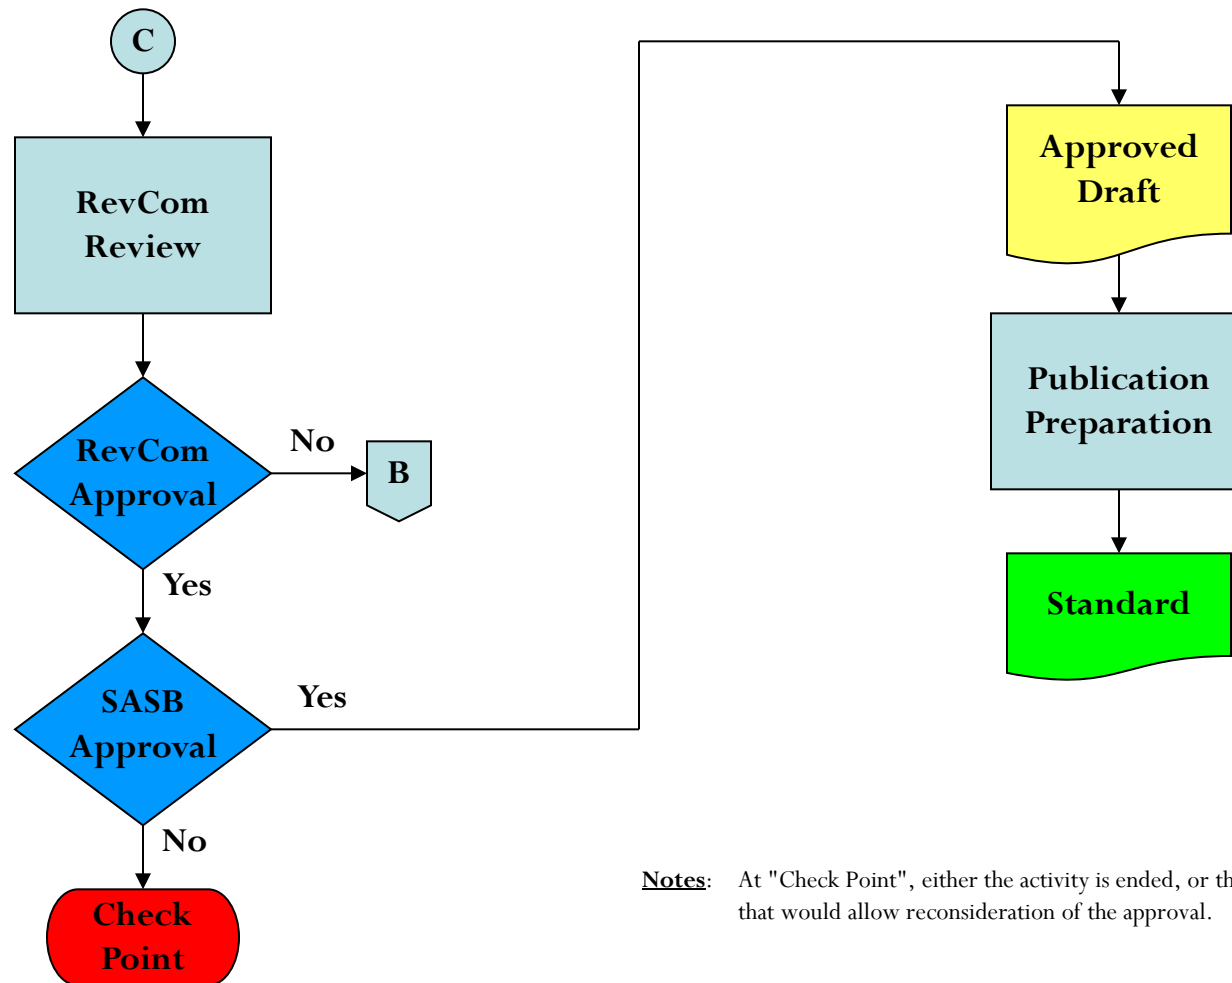 C
RevCom
Review
RevCom
Approval
No
B
Yes
SASB
Approval
Yes
No
Check
Point
Approved
Draft
Publication
Preparation
Standard
Notes: At "Check Point", either the activity is ended, or
that would allow reconsideration of the approval.